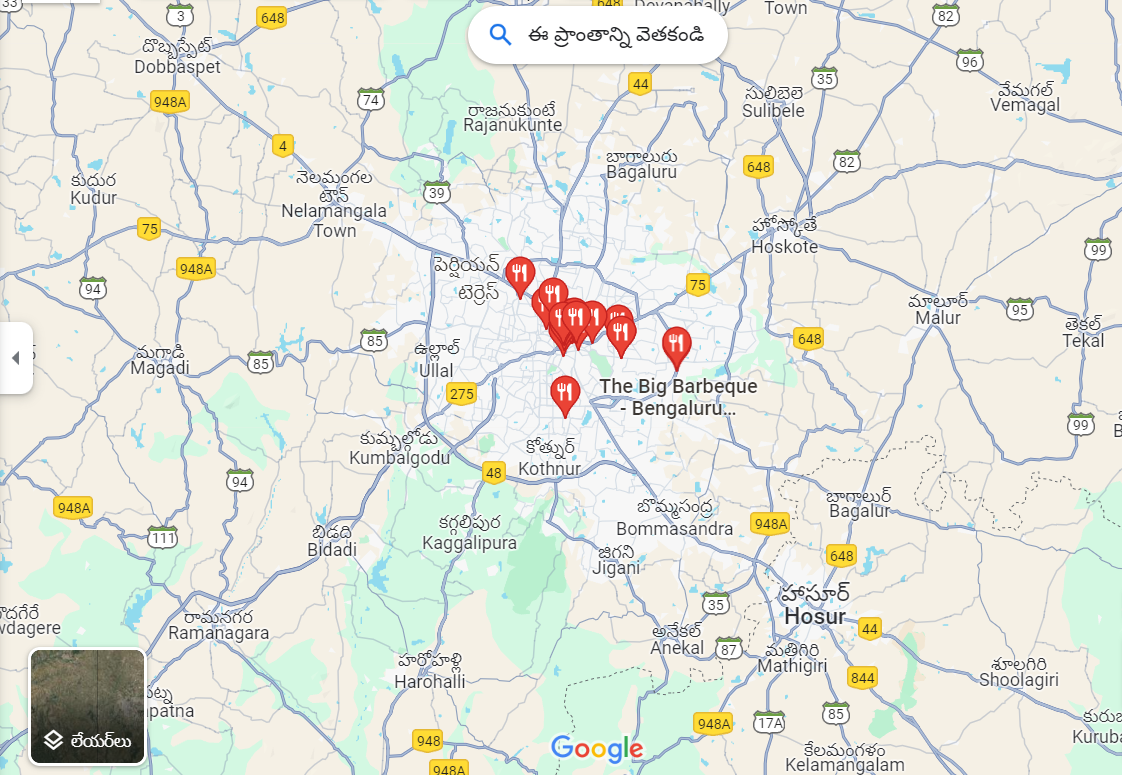 33
3
648
648
Devanahally
Town
82
ఈ ప్రాంతాన్ని వెతకండి
దొబ్బస్పేట్
Dobbaspet
96
35
44
948A
74
సులిబెలె
Sulibele
వేమగల్
Vemagal
రాజనుకుంటే
Rajanukunte
4
బాగాలురు
Bagaluru
648
82
కుదుర
Kudur
నెలమంగల
టౌన్
Nelamangala
Town
39
75
హోస్కోతే
Hoskote
99
948A
పెర్షియన్
టెర్రెస్
94
75
మాలూర్
Malur
95
తెకల్
Tekal
85
648
మగాడి
Magadi
85
ఉల్లాల్
Ullal
275
The Big Barbeque
- Bengaluru...
99
కుమ్బల్గోడు
Kumbalgodu
కోత్నుర్
Kothnur
48
94
948A
బొమ్మసంద్ర
Bommasandra
బాగాలుర్
Bagalur
948A
111
బిడది
Bidadi
కగ్గలిపుర
Kaggalipura
జిగని
Jigani
648
హొసూర్
Hosur
35
44
రామనగర
Ramanagara
wdagere
అనేకల్
Anekal
87
మతిగిరి
Mathigiri
హరోహళ్లి
Harohalli
శూలగిరి
Shoolagiri
844
పట్న
patna
లేయర్‌లు
948A
17A
85
Kuruba
948
948A
Google
కేలమంగళం
Kelamangalam